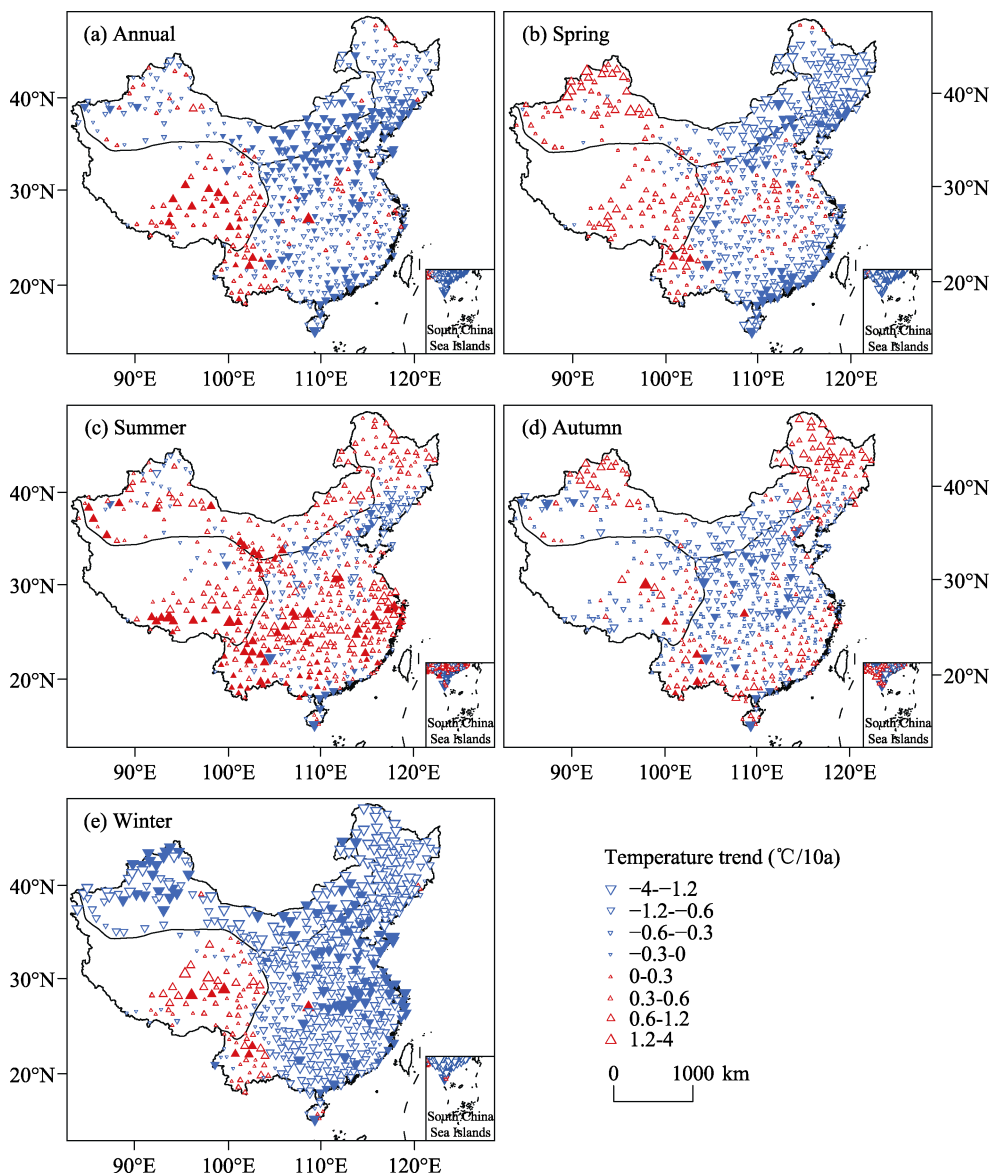 (a) Annual
(b) Spring
40°N
30°N
20°N
40°N
30°N
20°N
South China
Sea Islands
South China
Sea Islands
90°E 100°E 110°E 120°E
90°E 100°E 110°E 120°E
(c) Summer
(d) Autumn
40°N
30°N
20°N
40°N
30°N
20°N
South China
Sea Islands
South China
Sea Islands
90°E 100°E 110°E 120°E
90°E 100°E 110°E 120°E
(e) Winter
40°N
30°N
20°N
South China
Sea Islands
90°E 100°E 110°E 120°E
Temperature trend (℃/10a)
−4-−1.2
−1.2-−0.6
−0.6-−0.3
−0.3-0
0-0.3
0.3-0.6
0.6-1.2
1.2-4
0 1000 km